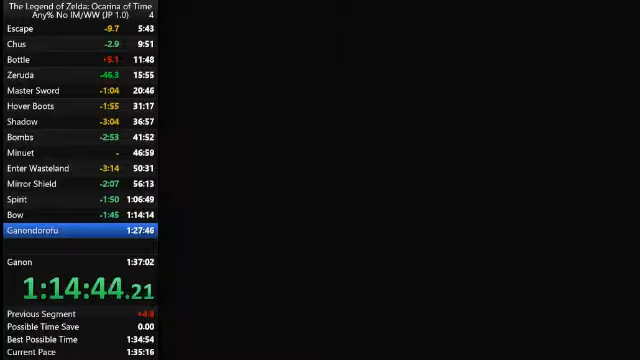 The Legend of Zelda: Ocarina of Time
Any% No IM/WW (JP 1.0) 4
Escape -9.7 5:43
Chus -2.9 9:51
Bottle +5.1 11:48
Zeruda -46.3 15:55
Master Sword -1:04 20:46
Hover Boots -1:55 31:17
Shadow -3:04 36:57
Bombs -2:53 41:52
Minuet - 46:59
Enter Wasteland -3:14 50:31
Mirror Shield -2:07 56:13
Spirit -1:50 1:06:49
Bow -1:45 1:14:14
Ganondorofu 1:27:46
Ganon 1:37:02
1:14:44.21
Previous Segment +4.8
Possible Time Save 0.00
Best Possible Time 1:34:54
Current Pace 1:35:16